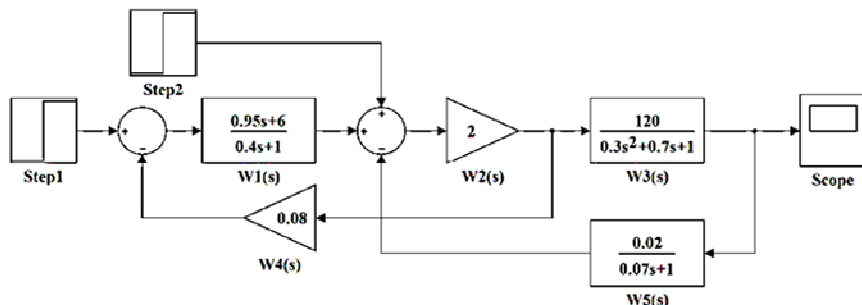 Step2
Step1
0.95s+6
0.4s+1
W1(s)
2
W2(s)
120
0.3s²+0.7s+1
W3(s)
Scope
0.08
W4(s)
0.02
0.07s+1
W5(s)